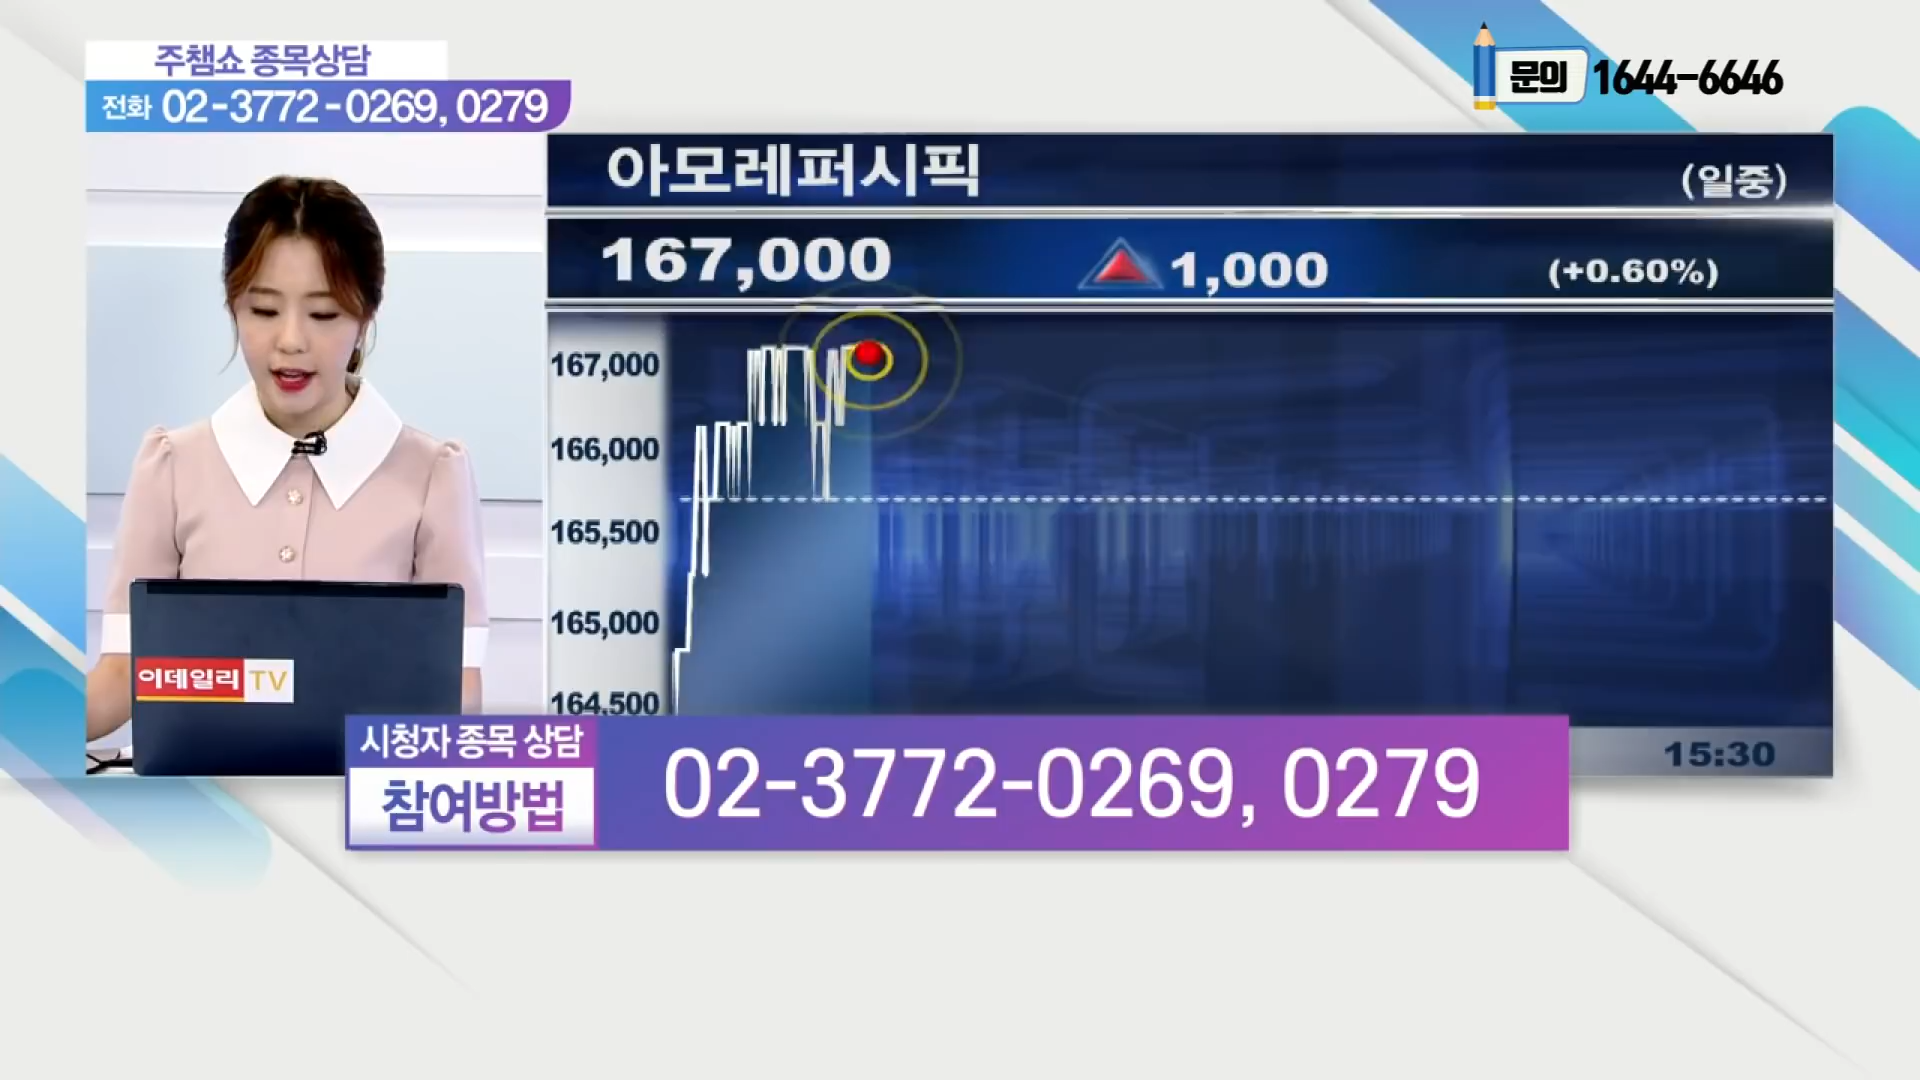 주챔쇼 종목상담
전화 02-3772-0269, 0279
문의 1644-6646
아모레퍼시픽 (일중)
167,000 1,000 (+0.60%)
167,000
166,000
165,500
165,000
164,500
15:30
이데일리 TV
시청자 종목 상담
참여방법
02-3772-0269, 0279